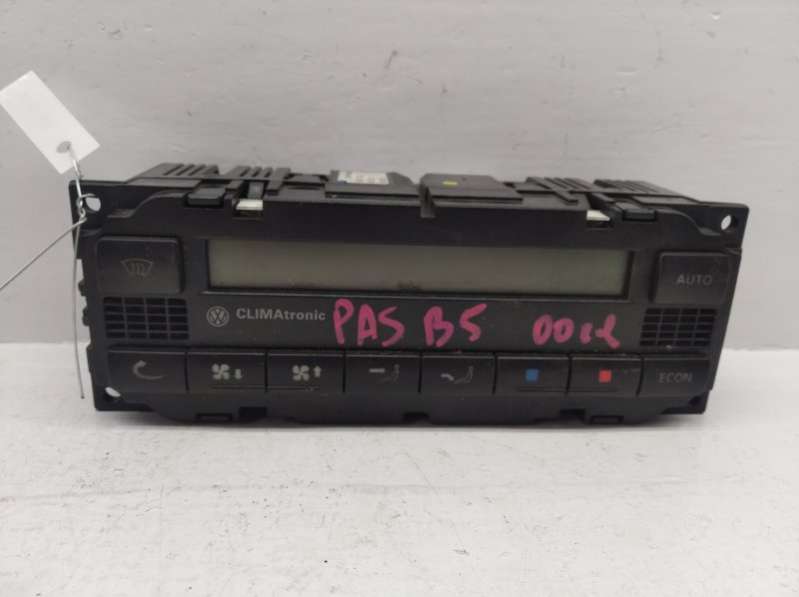 AUTO
CLIMAtronic
PAS B5
ECON